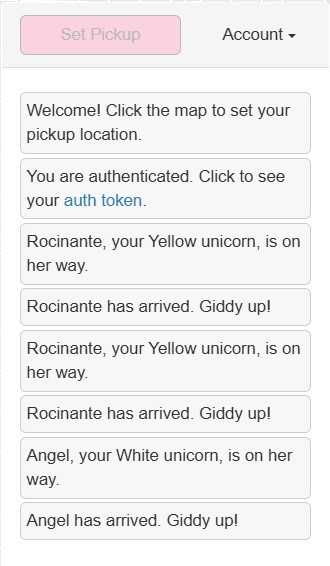 Set Pickup
Account
Welcome! Click the map to set your
pickup location.
You are authenticated. Click to see
your auth token.
Rocinante, your Yellow unicorn, is on
her way.
Rocinante has arrived. Giddy up!
Rocinante, your Yellow unicorn, is on
her way.
Rocinante has arrived. Giddy up!
Angel, your White unicorn, is on her
way.
Angel has arrived. Giddy up!